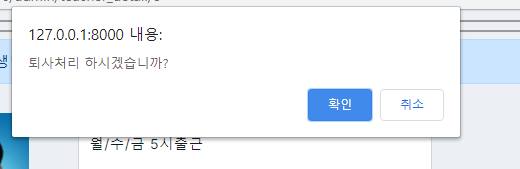 127.0.0.1:8000 내용:
퇴사처리 하시겠습니까?
확인
취소
생
월/수/금 5시출근